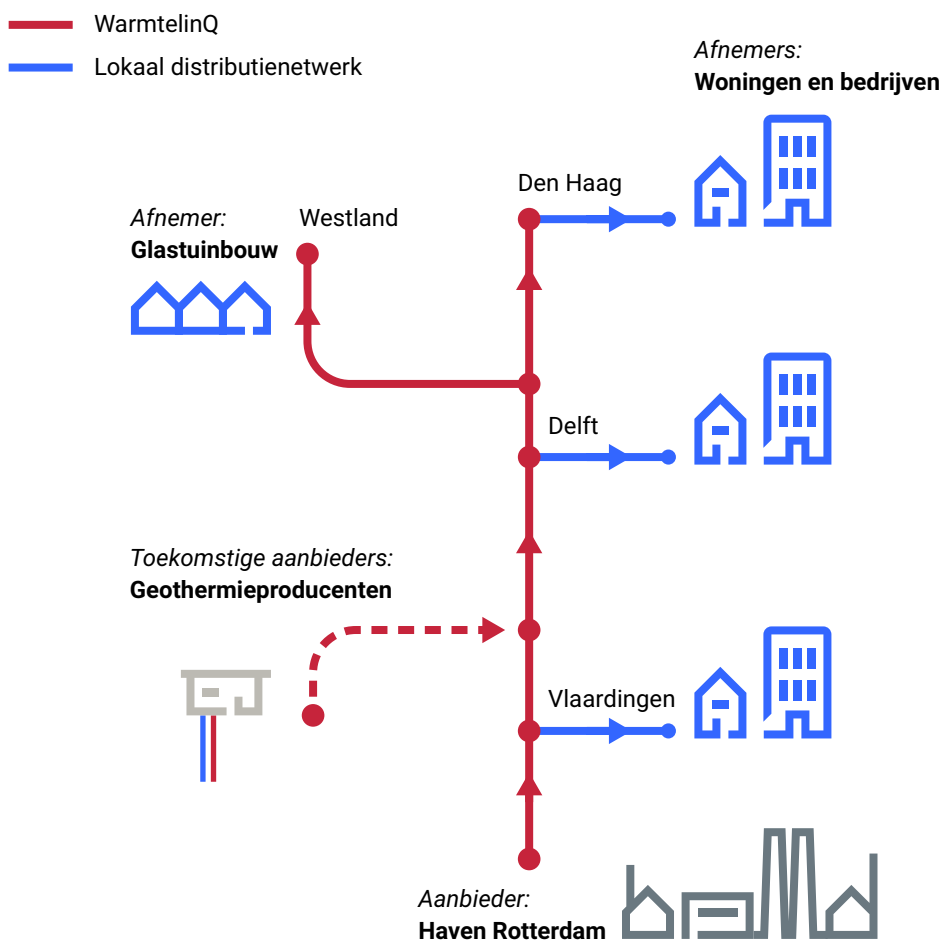 WarmtelinQ
Lokaal distributienetwerk
Afnemers:
Woningen en bedrijven
Den Haag
Afnemer:
Glastuinbouw
Westland
Delft
Toekomstige aanbieders:
Geothermieproducenten
Vlaardingen
Aanbieder:
Haven Rotterdam